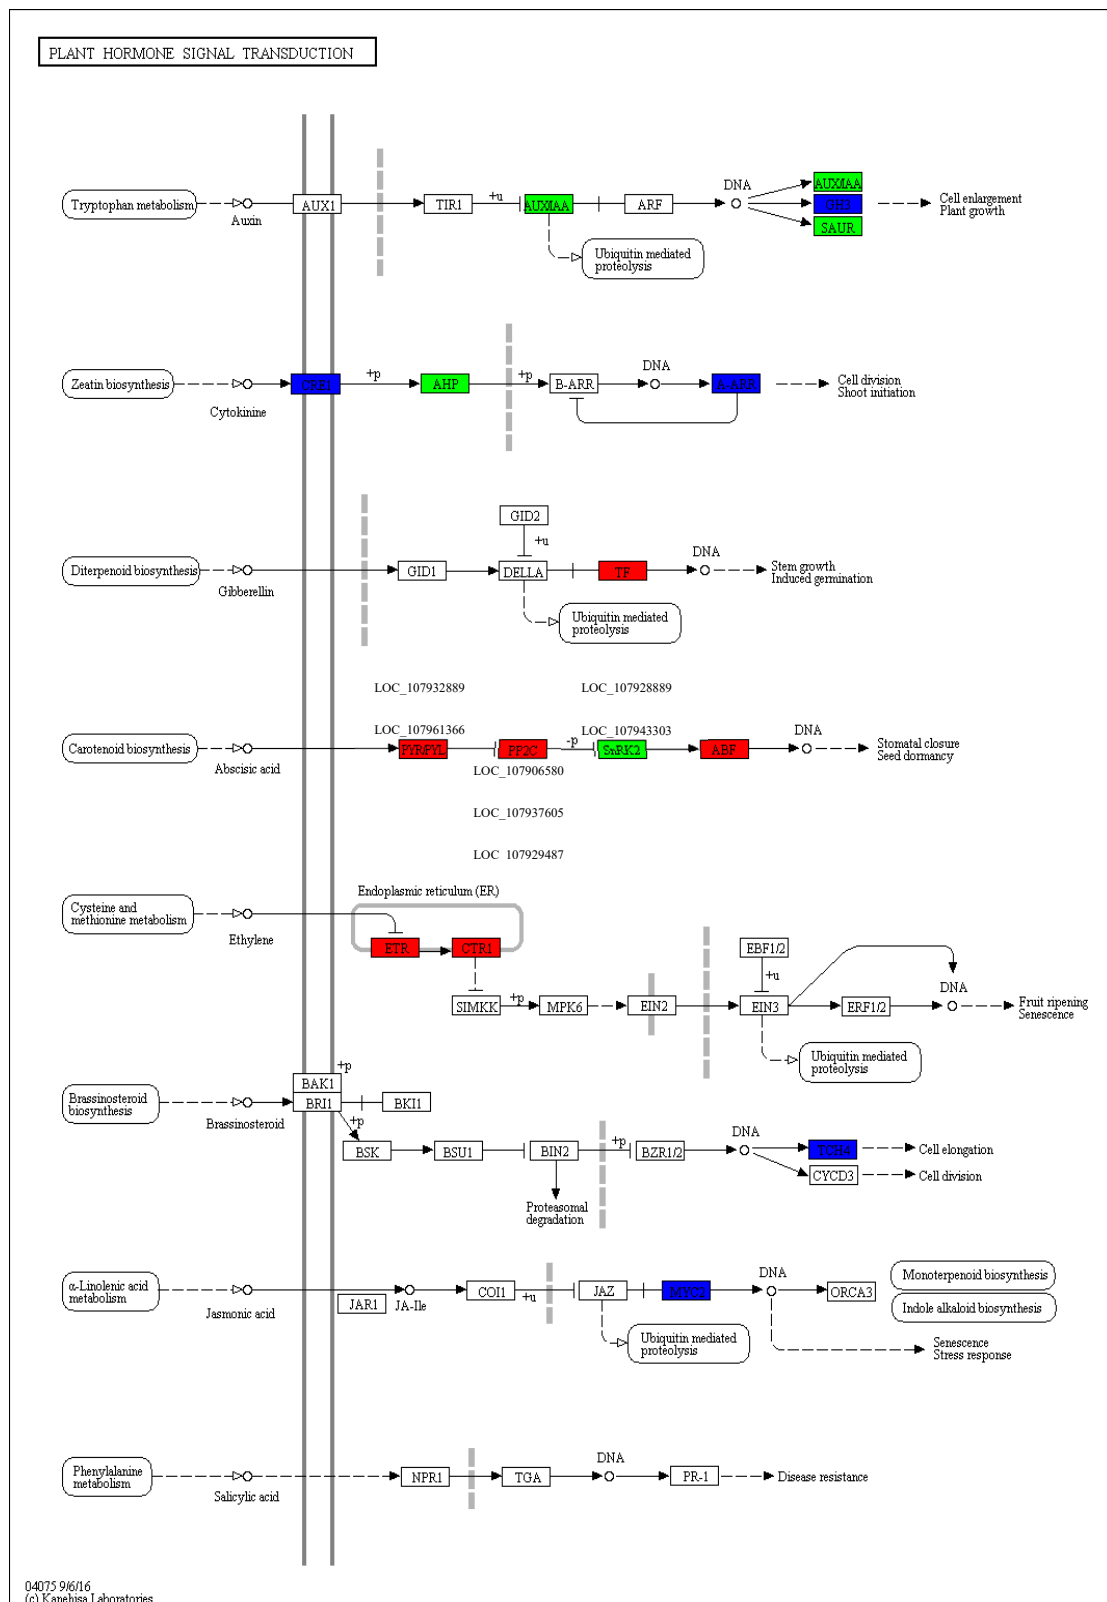 PLANT HORMONE SIGNAL TRANSDUCTION
DNA
Tryptophan metabolism
Auxin
AUX1
TIR1
+u
AUX/IAA
ARF
AUX/IAA
GH3
SAUR
Cell enlargement
Plant growth
Ubiquitin mediated
proteolysis
DNA
Zeatin biosynthesis
Cytokinine
CRE1
+p
AHP
+p
B-ARR
A-ARR
Cell division
Shoot initiation
GID2
+u
DNA
Diterpenoid biosynthesis
Gibberellin
GID1
DELLA
TF
Stem growth
Induced germination
Ubiquitin mediated
proteolysis
LOC_107932889
LOC_107928889
LOC_107961366
LOC_107943303
DNA
Carotenoid biosynthesis
Abscisic acid
PYR/PYL
PP2C
-p
SnRK2
ABF
Stomatal closure
Seed dormancy
LOC_107906580
LOC_107937605
LOC_107929487
Endoplasmic reticulum (ER)
Cysteine and
methionine metabolism
Ethylene
ETR
CTR1
EBF1/2
+u
DNA
SIMKK
+p
MPK6
EIN2
EIN3
ERF1/2
Fruit ripening
Senescence
Ubiquitin mediated
proteolysis
+p
BAK1
Brassinosteroid
biosynthesis
Brassinosteroid
BRI1
BKI1
+p
BSK
BSU1
BIN2
+p
BZR1/2
DNA
TCH4
Cell elongation
CYCD3
Cell division
Proteasomal
degradation
α-Linolenic acid
metabolism
Jasmonic acid
JAR1
JA-Ile
COI1
+u
JAZ
MYC2
DNA
ORCA3
Monoterpenoid biosynthesis
Indole alkaloid biosynthesis
Ubiquitin mediated
proteolysis
Senescence
Stress response
Phenylalanine
metabolism
Salicylic acid
NPR1
TGA
DNA
PR-1
Disease resistance
04075 9/6/16
(c) Kanehisa Laboratories